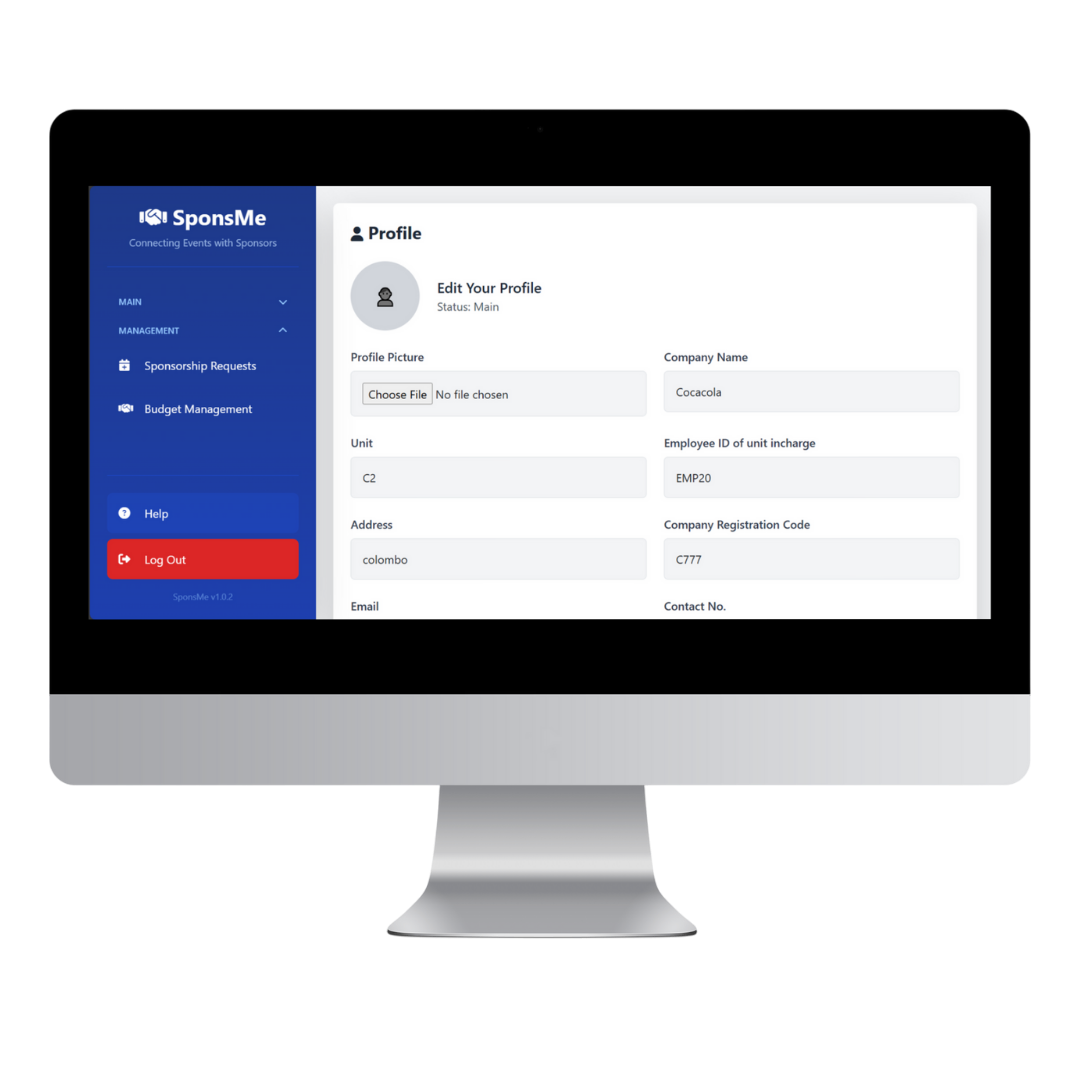 SponsMe
Connecting Events with Sponsors
MAIN
MANAGEMENT
Sponsorship Requests
Budget Management
Help
Log Out
SponsMe v1.0.2
Profile
Edit Your Profile
Status: Main
Profile Picture
Choose File No file chosen
Company Name
Cocacola
Unit
C2
Employee ID of unit incharge
EMP20
Address
colombo
Company Registration Code
C777
Email
Contact No.